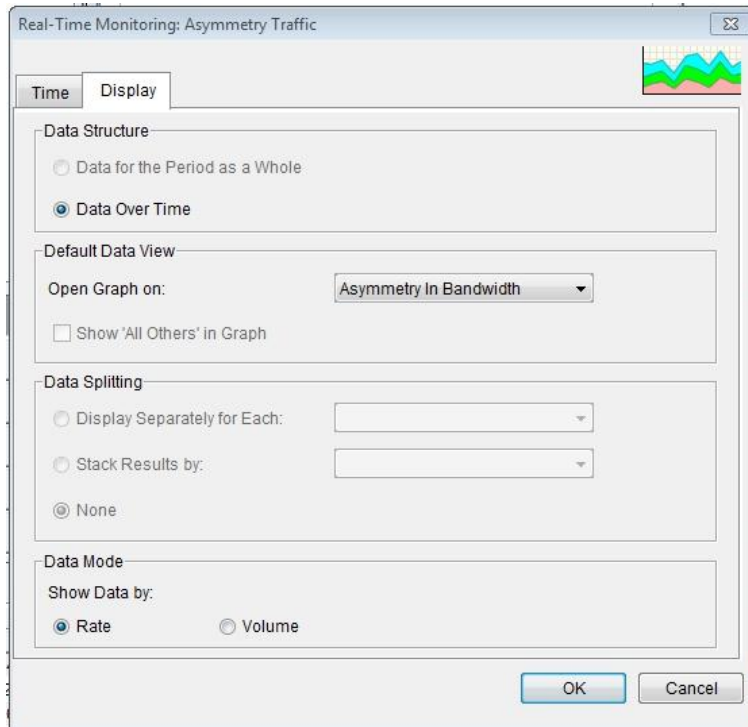 Real-Time Monitoring: Asymmetry Traffic
Time Display
Data Structure
Data for the Period as a Whole
Data Over Time
Default Data View
Open Graph on: Asymmetry In Bandwidth
Show 'All Others' in Graph
Data Splitting
Display Separately for Each:
Stack Results by:
None
Data Mode
Show Data by:
Rate Volume
OK Cancel